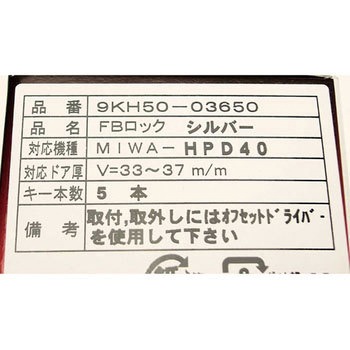 品番 9KH50-03650
品名 FBロック シルバー
対応機種 MIWA-HPD40
対応ドア厚 V=33〜37 m/m
キー本数 5 本
備考 取付,取外しにはオフセットドライバーを使用して下さい